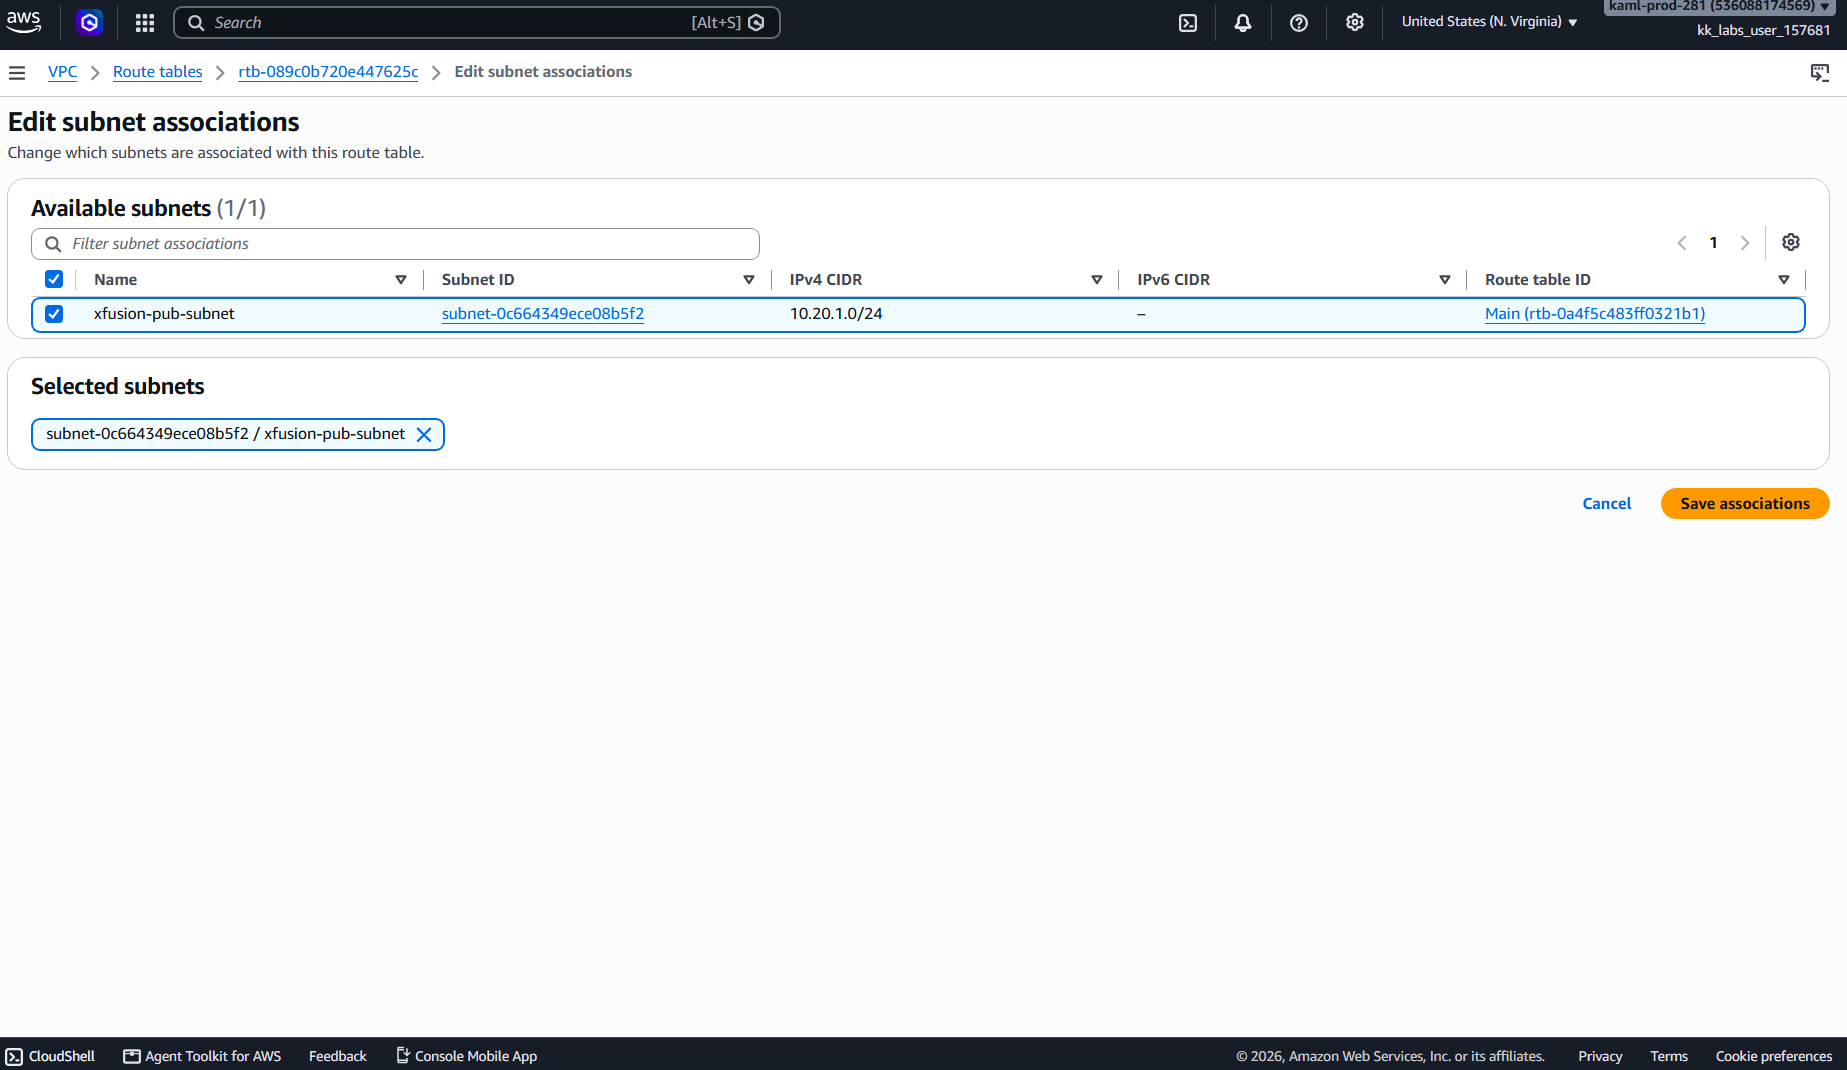 aws
Search [Alt+S]
United States (N. Virginia)
kaml-prod-281 (536088174569)
kk_labs_user_157681
VPC
Route tables
rtb-089c0b720e447625c
Edit subnet associations
Edit subnet associations
Change which subnets are associated with this route table.
Available subnets (1/1)
Filter subnet associations
1
Name Subnet ID IPv4 CIDR IPv6 CIDR Route table ID
xfusion-pub-subnet subnet-0c664349ece08b5f2 10.20.1.0/24 – Main (rtb-0a4f5c483ff0321b1)
Selected subnets
subnet-0c664349ece08b5f2 / xfusion-pub-subnet
Cancel Save associations
CloudShell Agent Toolkit for AWS Feedback Console Mobile App © 2026, Amazon Web Services, Inc. or its affiliates. Privacy Terms Cookie preferences